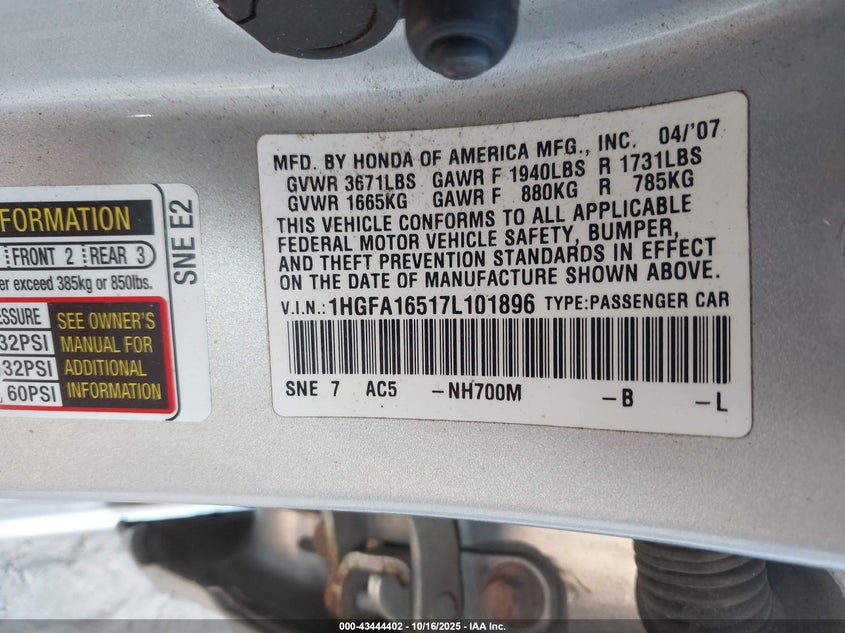 MFD. BY HONDA OF AMERICA MFG., INC. 04/'07
GVWR 3671LBS GAWR F 1940LBS R 1731LBS
GVWR 1665KG GAWR F 880KG R 785KG
THIS VEHICLE CONFORMS TO ALL APPLICABLE
FEDERAL MOTOR VEHICLE SAFETY, BUMPER,
AND THEFT PREVENTION STANDARDS IN EFFECT
ON THE DATE OF MANUFACTURE SHOWN ABOVE.
V.I.N.:1HGFA16517L101896 TYPE:PASSENGER CAR
SNE 7 AC5 -NH700M -B -L
FORMATION
FRONT 2 REAR 3
exceed 385kg or 850lbs.
SNE E2
32PSI
32PSI
60PSI
SEE OWNER'S
MANUAL FOR
ADDITIONAL
INFORMATION
000-43444402 | 10/16/2025 | IAA Inc.